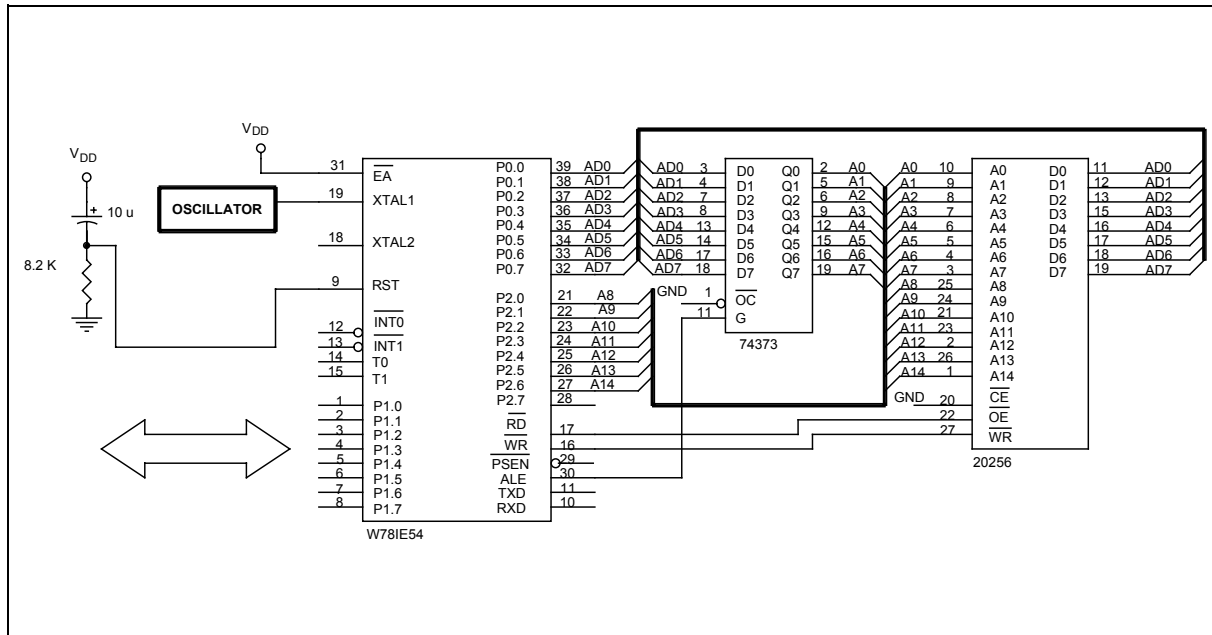 VDD
10 u
8.2 K
VDD
OSCILLATOR
31 EA
19 XTAL1
18 XTAL2
9 RST
12 INT0
13 INT1
14 T0
15 T1
1 P1.0
2 P1.1
3 P1.2
4 P1.3
5 P1.4
6 P1.5
7 P1.6
8 P1.7
P0.0 39 AD0
P0.1 38 AD1
P0.2 37 AD2
P0.3 36 AD3
P0.4 35 AD4
P0.5 34 AD5
P0.6 33 AD6
P0.7 32 AD7
P2.0 21 A8
P2.1 22 A9
P2.2 23 A10
P2.3 24 A11
P2.4 25 A12
P2.5 26 A13
P2.6 27 A14
P2.7 28
RD 17
WR 16
PSEN 29
ALE 30
TXD 11
RXD 10
W78IE54
AD0 3 D0 Q0 2 A0
AD1 4 D1 Q1 5 A1
AD2 7 D2 Q2 6 A2
AD3 8 D3 Q3 9 A3
AD4 13 D4 Q4 12 A4
AD5 14 D5 Q5 15 A5
AD6 17 D6 Q6 16 A6
AD7 18 D7 Q7 19 A7
GND 1 OC
11 G
74373
A0 10 A0 D0 11 AD0
A1 9 A1 D1 12 AD1
A2 8 A2 D2 13 AD2
A3 7 A3 D3 15 AD3
A4 6 A4 D4 16 AD4
A5 5 A5 D5 17 AD5
A6 4 A6 D6 18 AD6
A7 3 A7 D7 19 AD7
A8 25 A8
A9 24 A9
A10 21 A10
A11 23 A11
A12 2 A12
A13 26 A13
A14 1 A14
GND 20 CE
22 OE
27 WR
20256